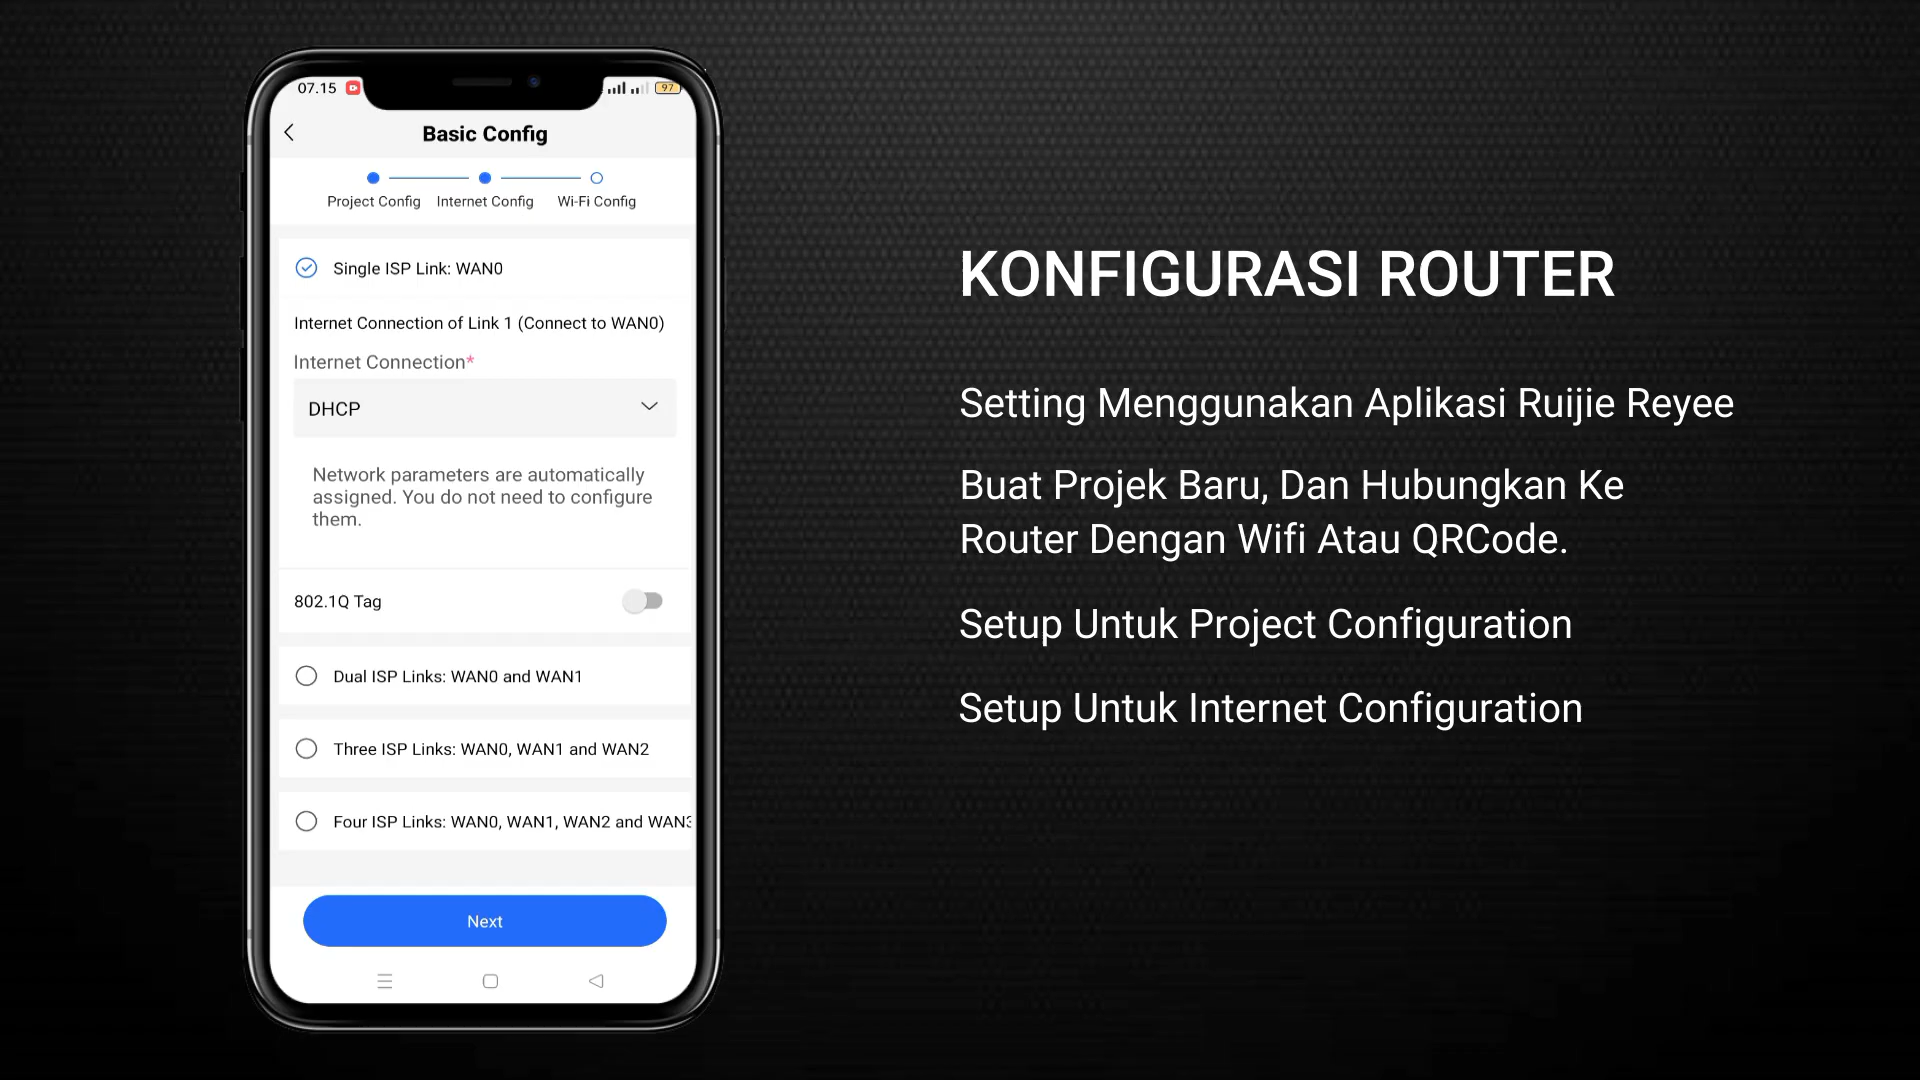 07.15
97
Basic Config
Project Config
Internet Config
Wi-Fi Config
Single ISP Link: WAN0
Internet Connection of Link 1 (Connect to WAN0)
Internet Connection*
DHCP
Network parameters are automatically
assigned. You do not need to configure
them.
802.1Q Tag
Dual ISP Links: WAN0 and WAN1
Three ISP Links: WAN0, WAN1 and WAN2
Four ISP Links: WAN0, WAN1, WAN2 and WAN3
Next
KONFIGURASI ROUTER
Setting Menggunakan Aplikasi Ruijie Reyee
Buat Projek Baru, Dan Hubungkan Ke
Router Dengan Wifi Atau QRCode.
Setup Untuk Project Configuration
Setup Untuk Internet Configuration